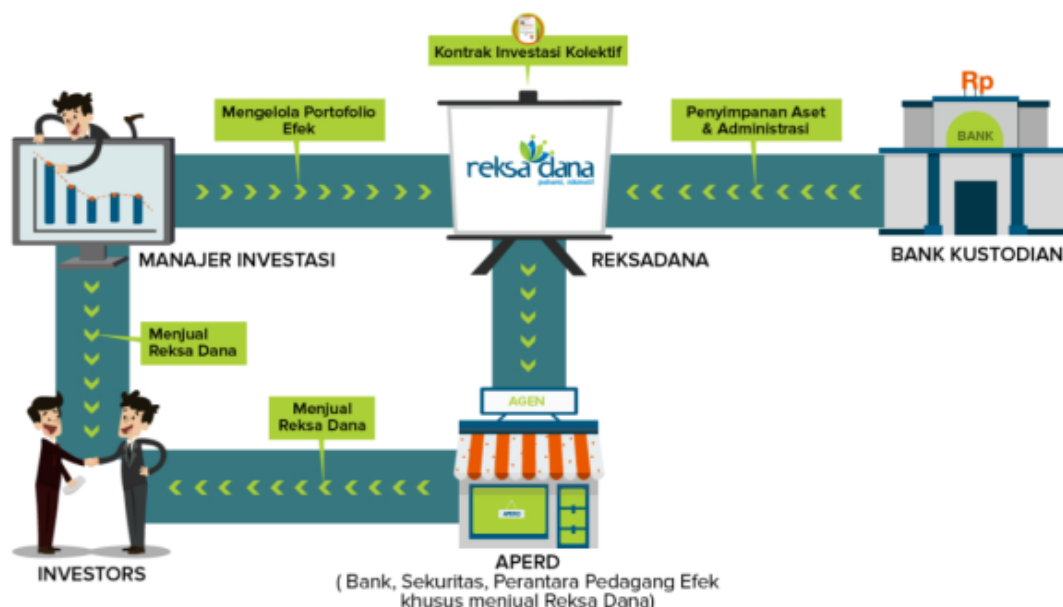 Kontrak Investasi Kolektif
Mengelola Portofolio
Efek
Penyimpanan Aset
& Administrasi
Rp
BANK
reksa dana
MANAJER INVESTASI
REKSADANA
BANK KUSTODIAN
Menjual
Reksa Dana
Menjual
Reksa Dana
AGEN
APERD
INVESTORS
APERD
( Bank, Sekuritas, Perantara Pedagang Efek
khusus menjual Reksa Dana)